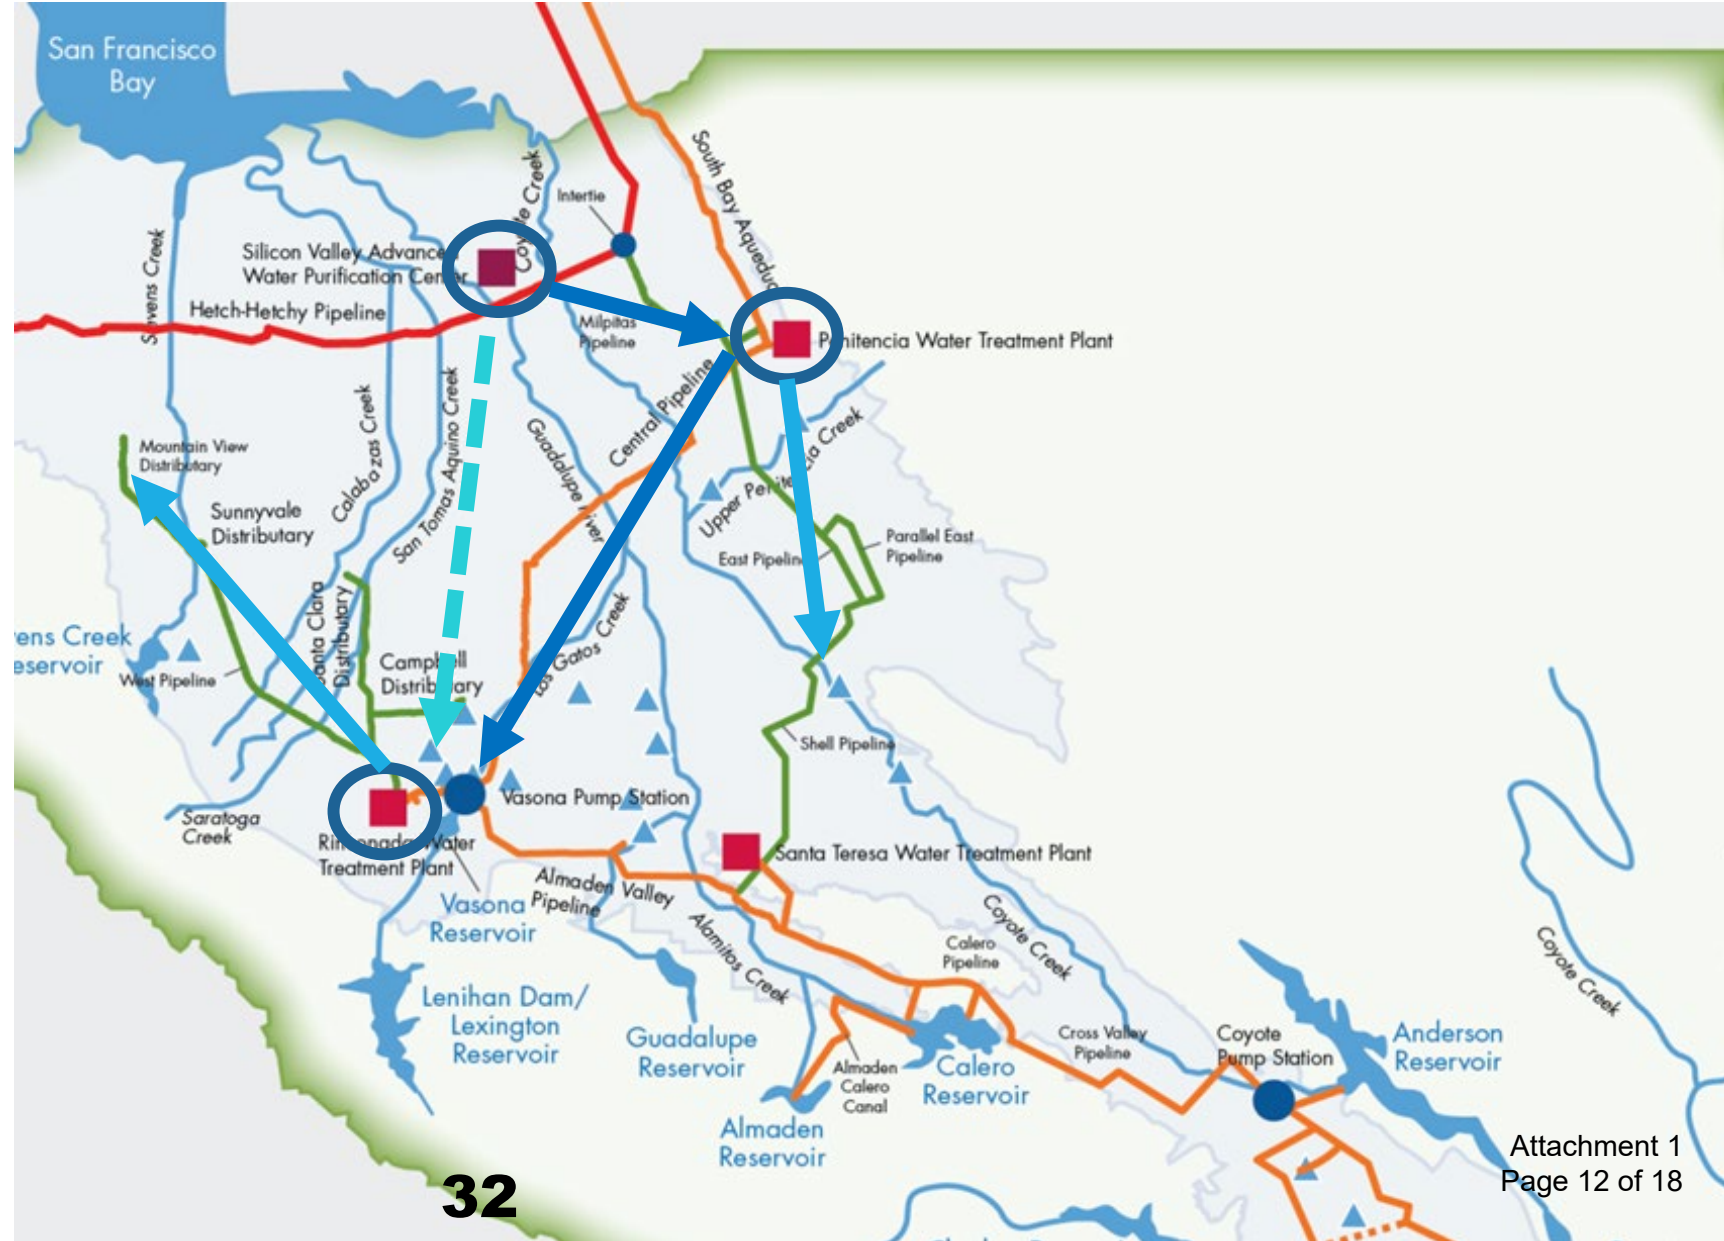 San Francisco
Bay
South Bay Aqueduc
Coyote Creek
Intertie
Stevens Creek
Silicon Valley Advance
Water Purification Center
Hetch-Hetchy Pipeline
Milpitas
Pipeline
Penitencia Water Treatment Plant
Central Pipeline
Calabazas Creek
San Tomas Aquino Creek
Guadalupe River
Mountain View
Distributary
Upper Penitencia Creek
Sunnyvale
Distributary
Parallel East
Pipeline
East Pipeline
Santa Clara
Distributary
Los Gatos Creek
vens Creek
eservoir
Campbell
Distributary
West Pipeline
Shell Pipeline
Vasona Pump Station
Saratoga
Creek
Rinconada Water
Treatment Plant
Santa Teresa Water Treatment Plant
Almaden Valley
Pipeline
Vasona
Reservoir
Alamitos Creek
Coyote Creek
Calero
Pipeline
Coyote Creek
Lenihan Dam/
Lexington
Reservoir
Guadalupe
Reservoir
Cross Valley
Pipeline
Coyote
Pump Station
Anderson
Reservoir
Almaden
Calero
Canal
Calero
Reservoir
Almaden
Reservoir
Attachment 1
Page 12 of 18
32